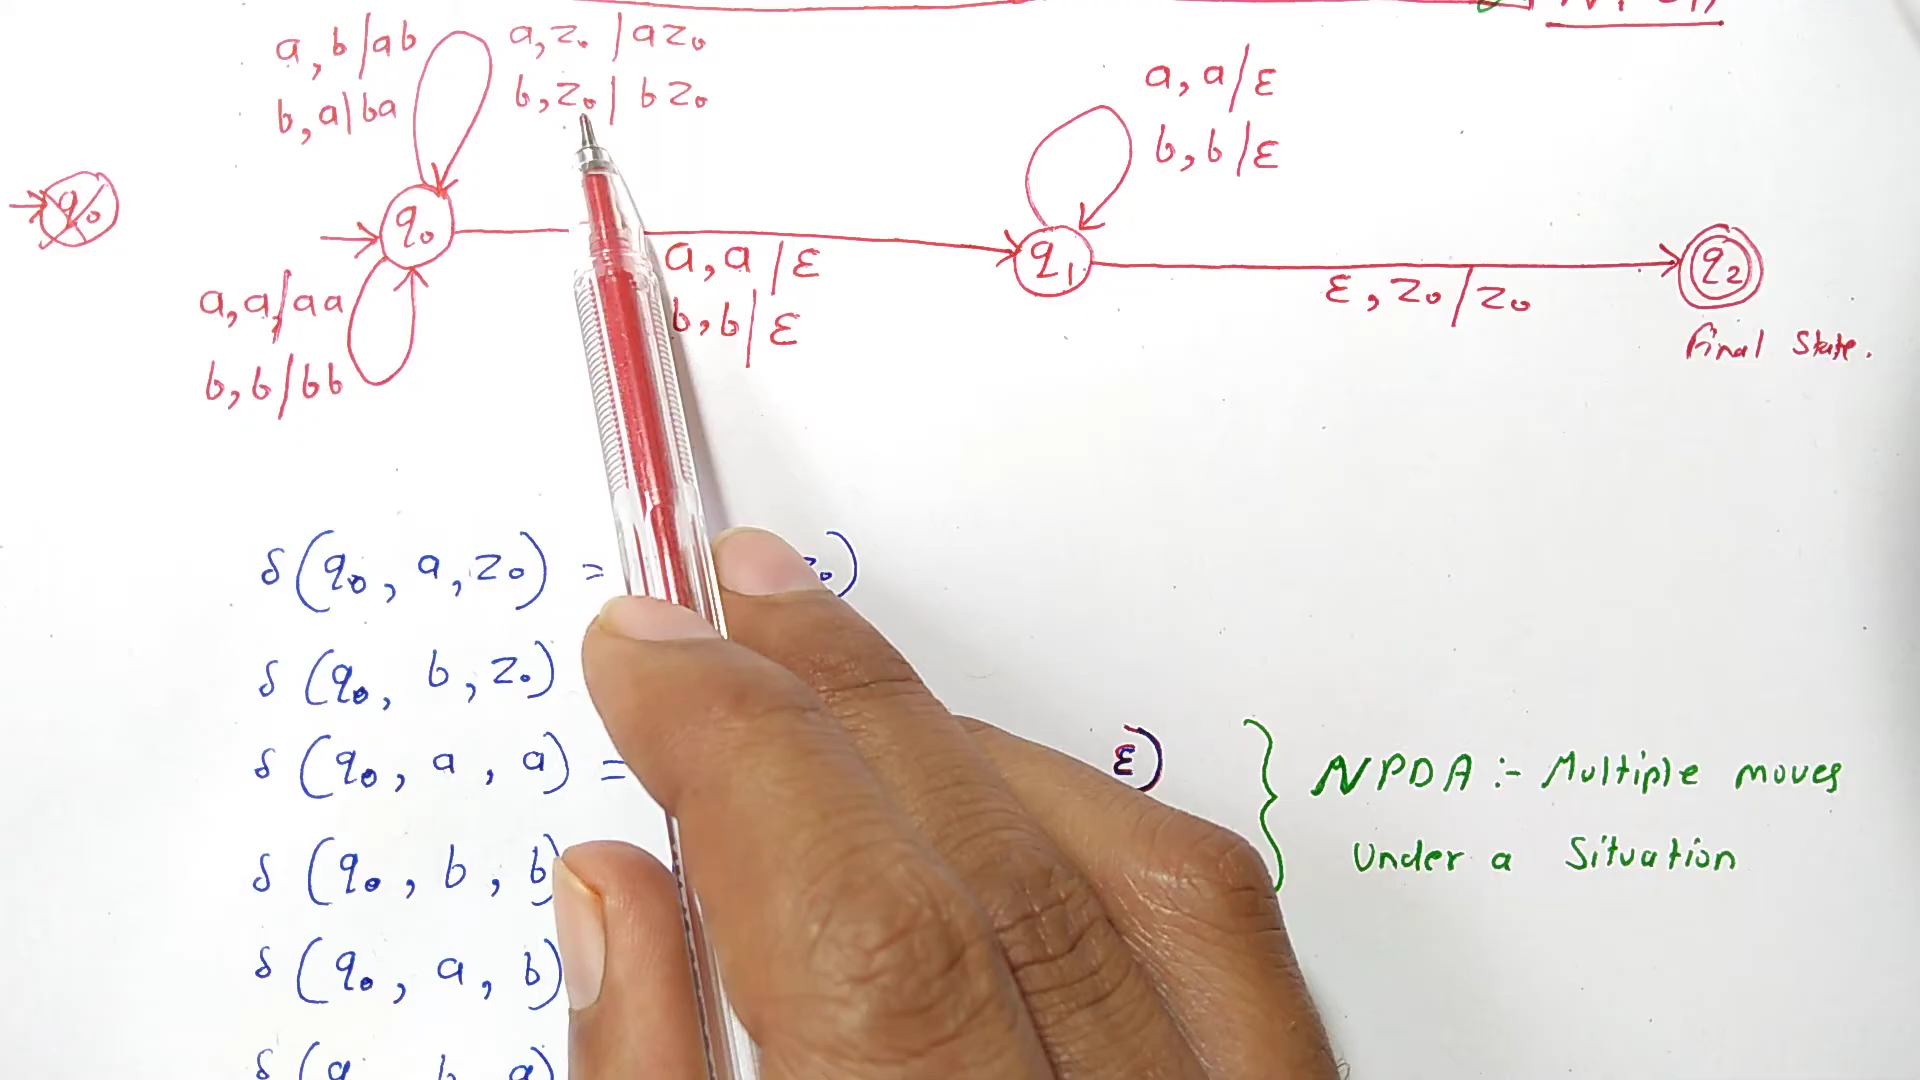 a, b/ab
b, a/ba
a, z₀/az₀
b, z₀/bz₀
a, a/ε
b, b/ε
q₀
q₀
a, a/ε
b, b/ε
q₁
ε, z₀/z₀
q₂
Final State.
a, a/aa
b, b/bb
δ(q₀, a, z₀) = z₀)
δ(q₀, b, z₀)
δ(q₀, a, a) = ε)
δ(q₀, b, b
δ(q₀, a, b)
NPDA :- Multiple moves
Under a Situation